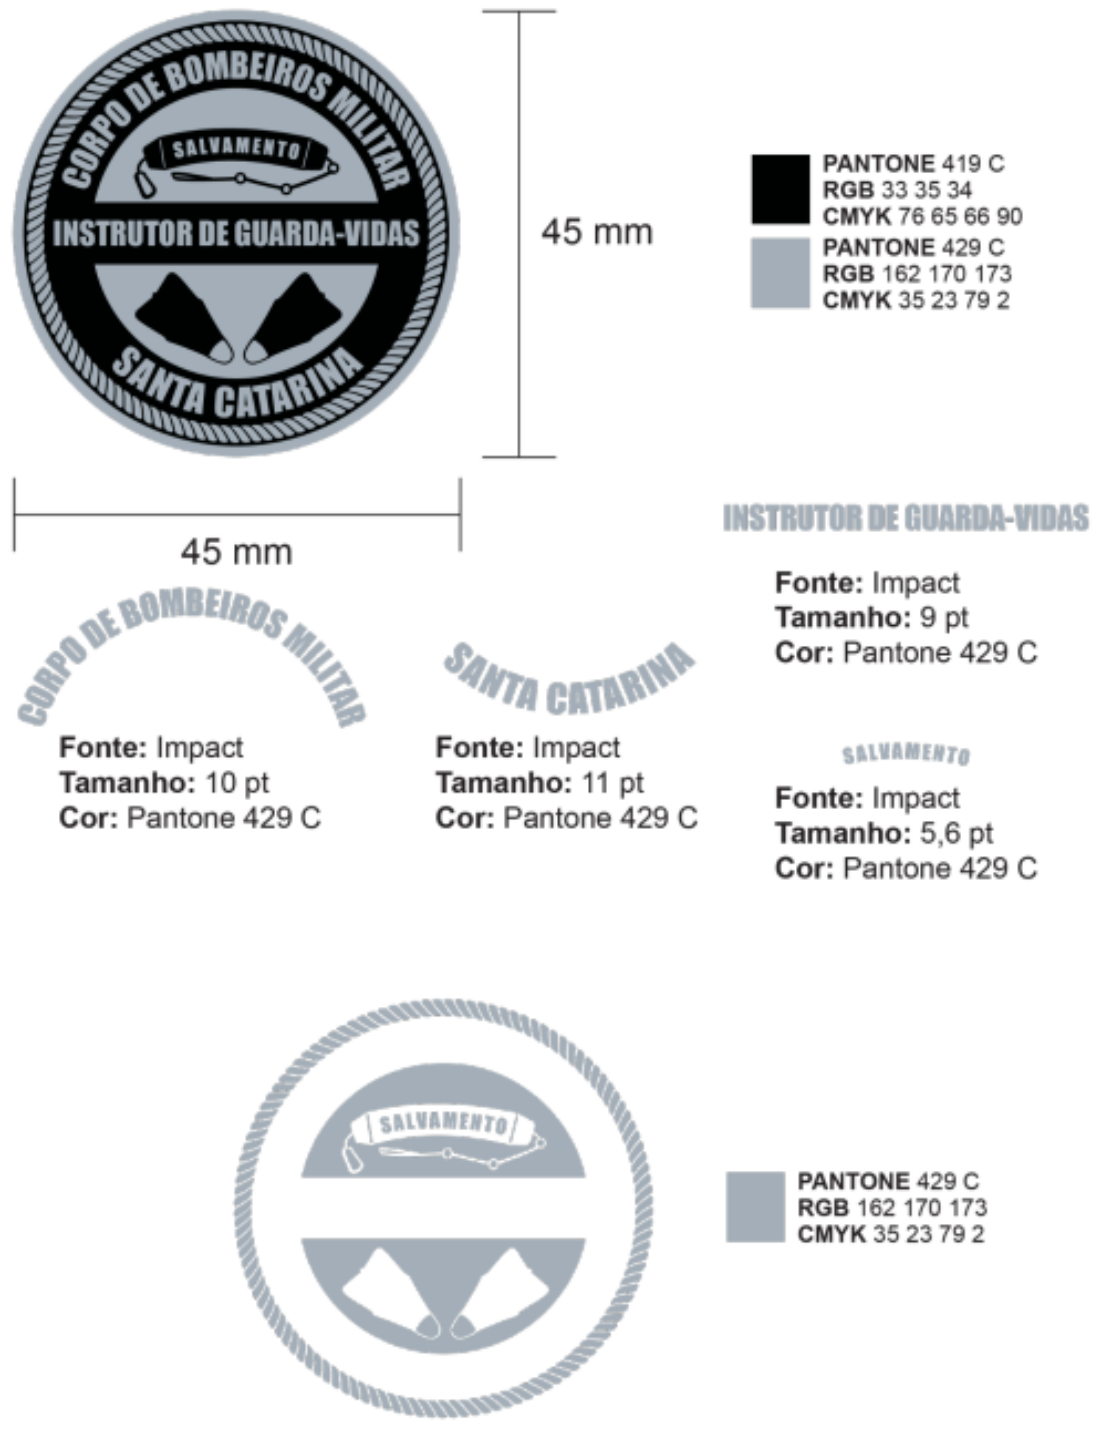 CORPO DE BOMBEIROS MILITAR
SALVAMENTO
INSTRUTOR DE GUARDA-VIDAS
SANTA CATARINA
45 mm
45 mm
PANTONE 419 C
RGB 33 35 34
CMYK 76 65 66 90
PANTONE 429 C
RGB 162 170 173
CMYK 35 23 79 2
CORPO DE BOMBEIROS MILITAR
Fonte: Impact
Tamanho: 10 pt
Cor: Pantone 429 C
SANTA CATARINA
Fonte: Impact
Tamanho: 11 pt
Cor: Pantone 429 C
INSTRUTOR DE GUARDA-VIDAS
Fonte: Impact
Tamanho: 9 pt
Cor: Pantone 429 C
SALVAMENTO
Fonte: Impact
Tamanho: 5,6 pt
Cor: Pantone 429 C
SALVAMENTO
PANTONE 429 C
RGB 162 170 173
CMYK 35 23 79 2